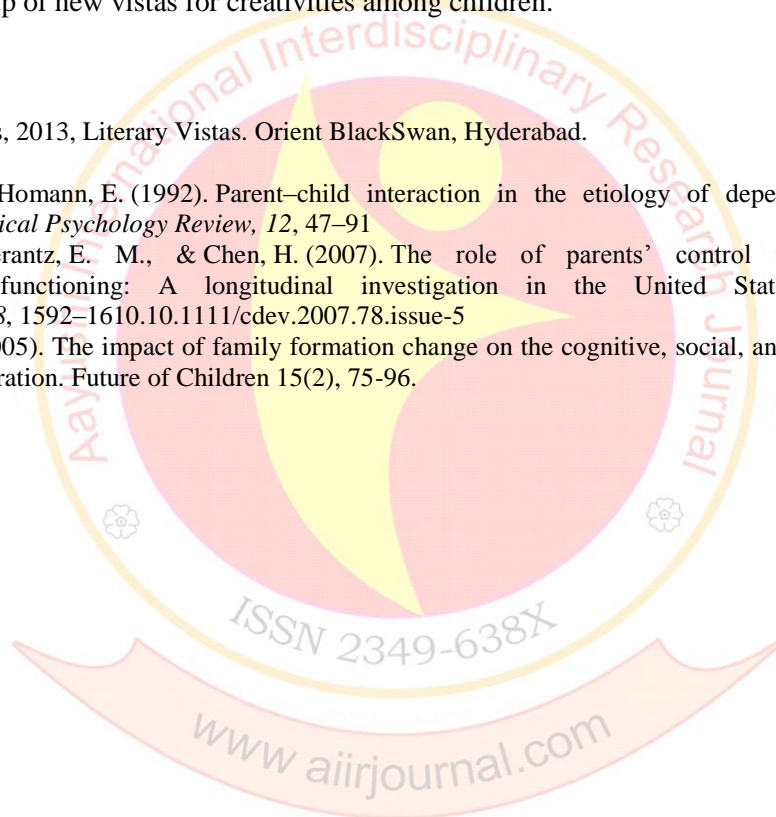 up of new vistas for creativities among children.
s, 2013, Literary Vistas. Orient BlackSwan, Hyderabad.
Homann, E. (1992). Parent–child interaction in the etiology of depe
ical Psychology Review, 12, 47–91
erantz, E. M., & Chen, H. (2007). The role of parents’ control
functioning: A longitudinal investigation in the United Stat
8, 1592–1610.10.1111/cdev.2007.78.issue-5
005). The impact of family formation change on the cognitive, social, an
ration. Future of Children 15(2), 75-96.
Aayushi International Interdisciplinary Research Journal
ISSN 2349-638X
www aiirjournal.com